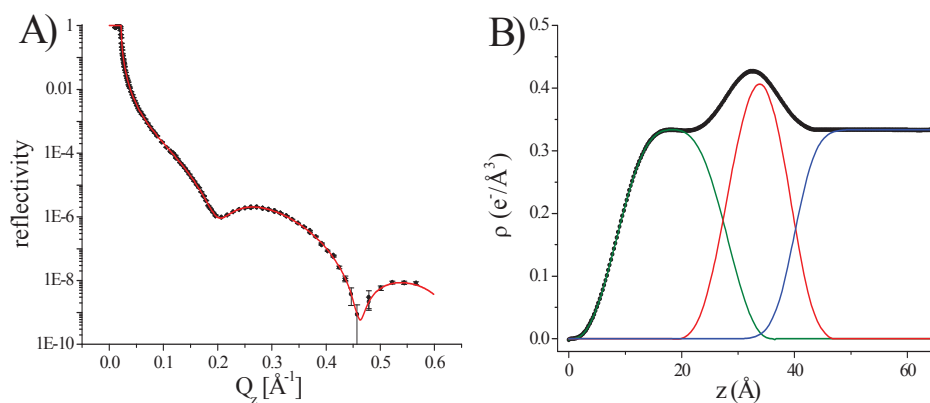 A)
reflectivity
1
0.01
1E-4
1E-6
1E-8
1E-10
0.0 0.1 0.2 0.3 0.4 0.5 0.6
Q_z [Å⁻¹]
B)
ρ (e⁻/Å³)
0.5
0.4
0.3
0.2
0.1
0.0
0 20 40 60
z (Å)